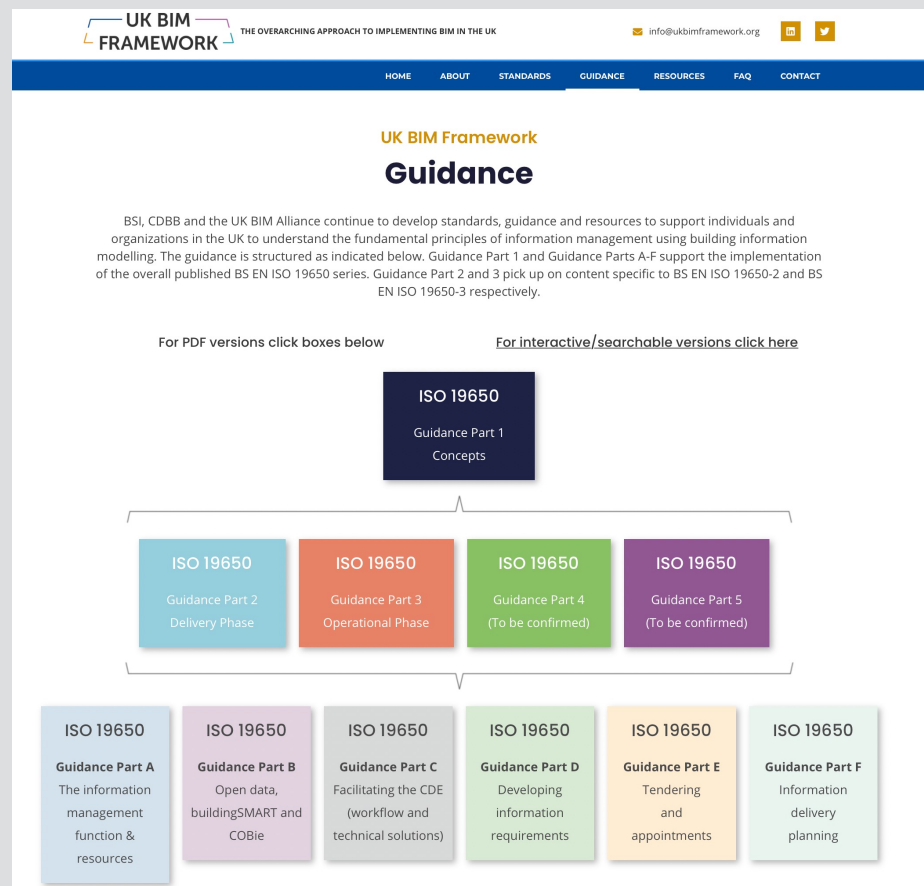 UK BIM
FRAMEWORK
THE OVERARCHING APPROACH TO IMPLEMENTING BIM IN THE UK
info@ukbimframework.org
in
HOME ABOUT STANDARDS GUIDANCE RESOURCES FAQ CONTACT
UK BIM Framework
Guidance
BSI, CDBB and the UK BIM Alliance continue to develop standards, guidance and resources to support individuals and
organizations in the UK to understand the fundamental principles of information management using building information
modelling. The guidance is structured as indicated below. Guidance Part 1 and Guidance Parts A-F support the implementation
of the overall published BS EN ISO 19650 series. Guidance Part 2 and 3 pick up on content specific to BS EN ISO 19650-2 and BS
EN ISO 19650-3 respectively.
For PDF versions click boxes below
For interactive/searchable versions click here
ISO 19650
Guidance Part 1
Concepts
ISO 19650
Guidance Part 2
Delivery Phase
ISO 19650
Guidance Part 3
Operational Phase
ISO 19650
Guidance Part 4
(To be confirmed)
ISO 19650
Guidance Part 5
(To be confirmed)
ISO 19650
Guidance Part A
The information
management
function &
resources
ISO 19650
Guidance Part B
Open data,
buildingSMART and
COBie
ISO 19650
Guidance Part C
Facilitating the CDE
(workflow and
technical solutions)
ISO 19650
Guidance Part D
Developing
information
requirements
ISO 19650
Guidance Part E
Tendering
and
appointments
ISO 19650
Guidance Part F
Information
delivery
planning